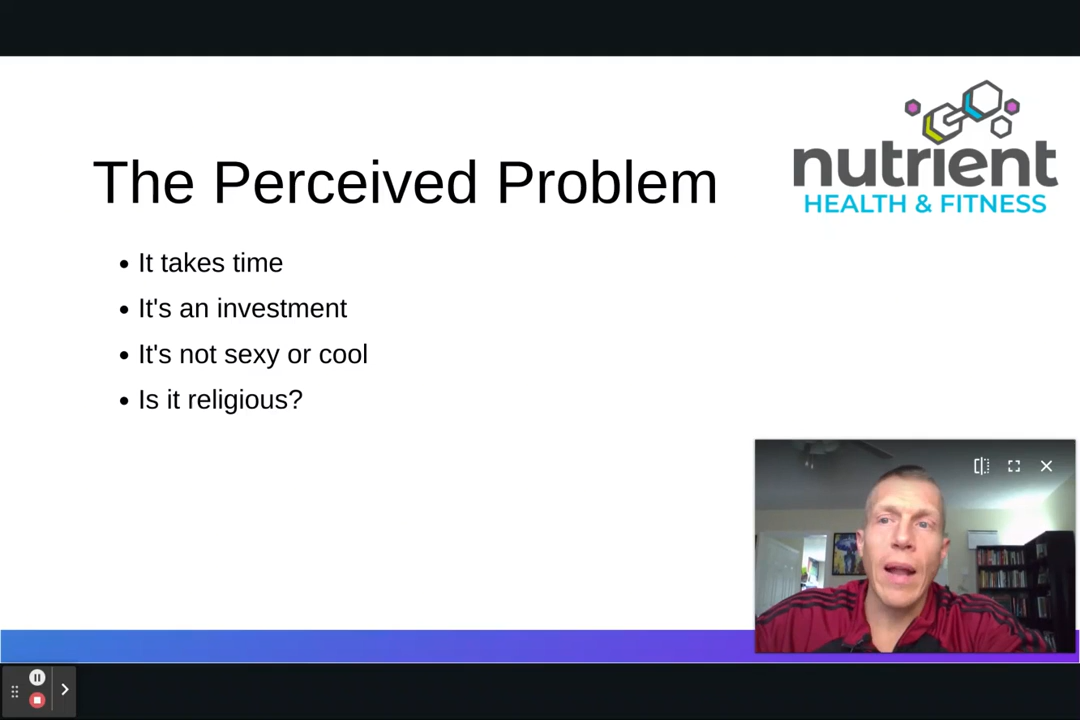 nutrient
HEALTH & FITNESS
The Perceived Problem
• It takes time
• It's an investment
• It's not sexy or cool
• Is it religious?